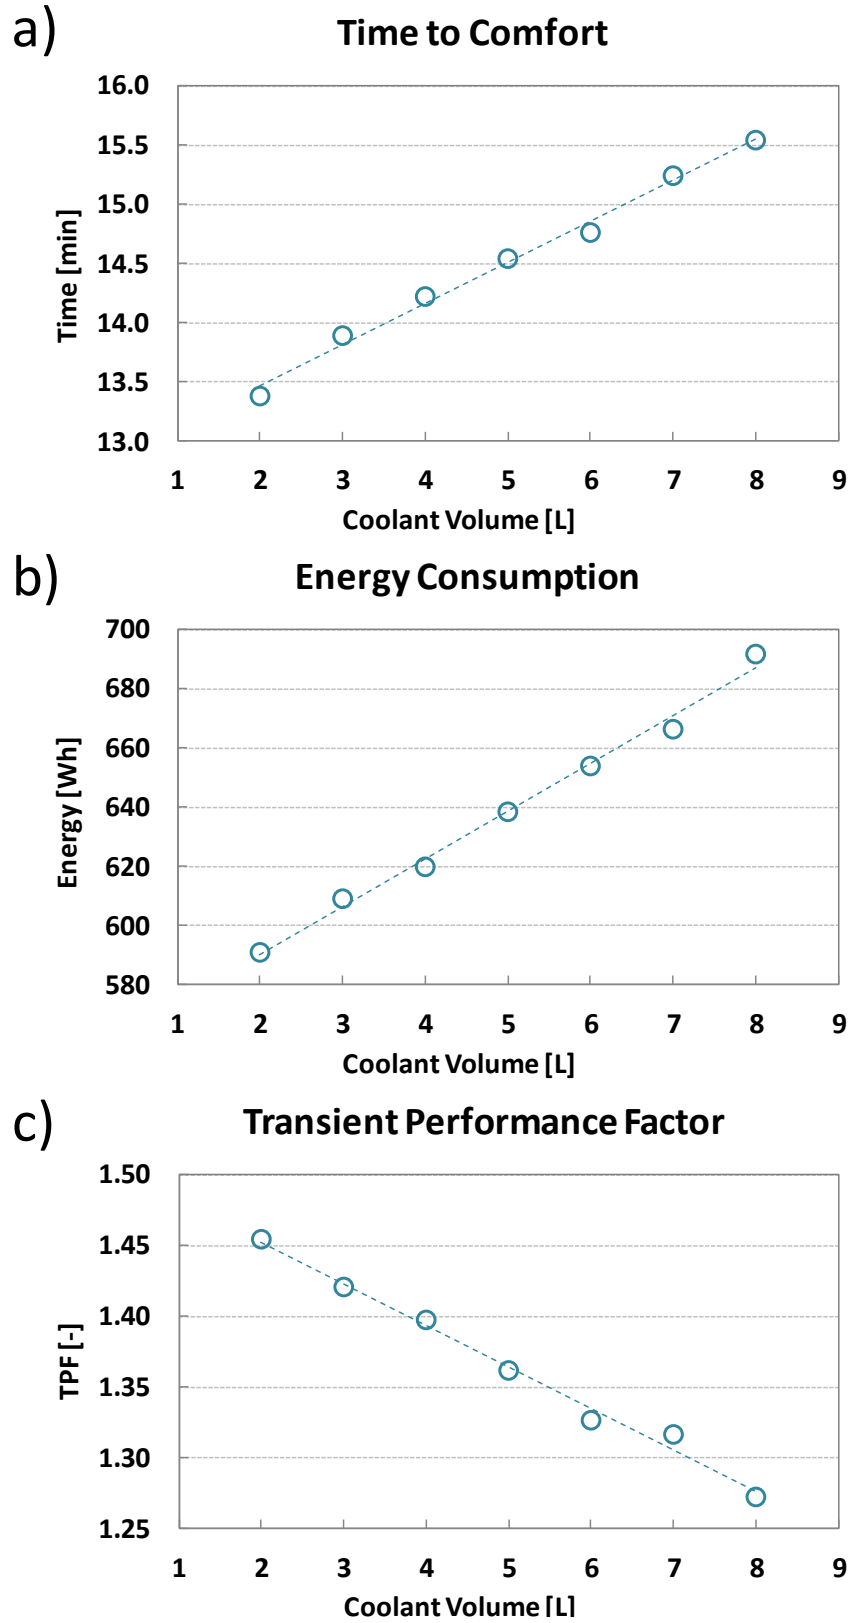 a)
Time to Comfort
16.0
15.5
15.0
14.5
14.0
13.5
13.0
Time [min]
1 2 3 4 5 6 7 8 9
Coolant Volume [L]
b)
Energy Consumption
700
680
660
640
620
600
580
Energy [Wh]
1 2 3 4 5 6 7 8 9
Coolant Volume [L]
c)
Transient Performance Factor
1.50
1.45
1.40
1.35
1.30
1.25
TPF [-]
1 2 3 4 5 6 7 8 9
Coolant Volume [L]